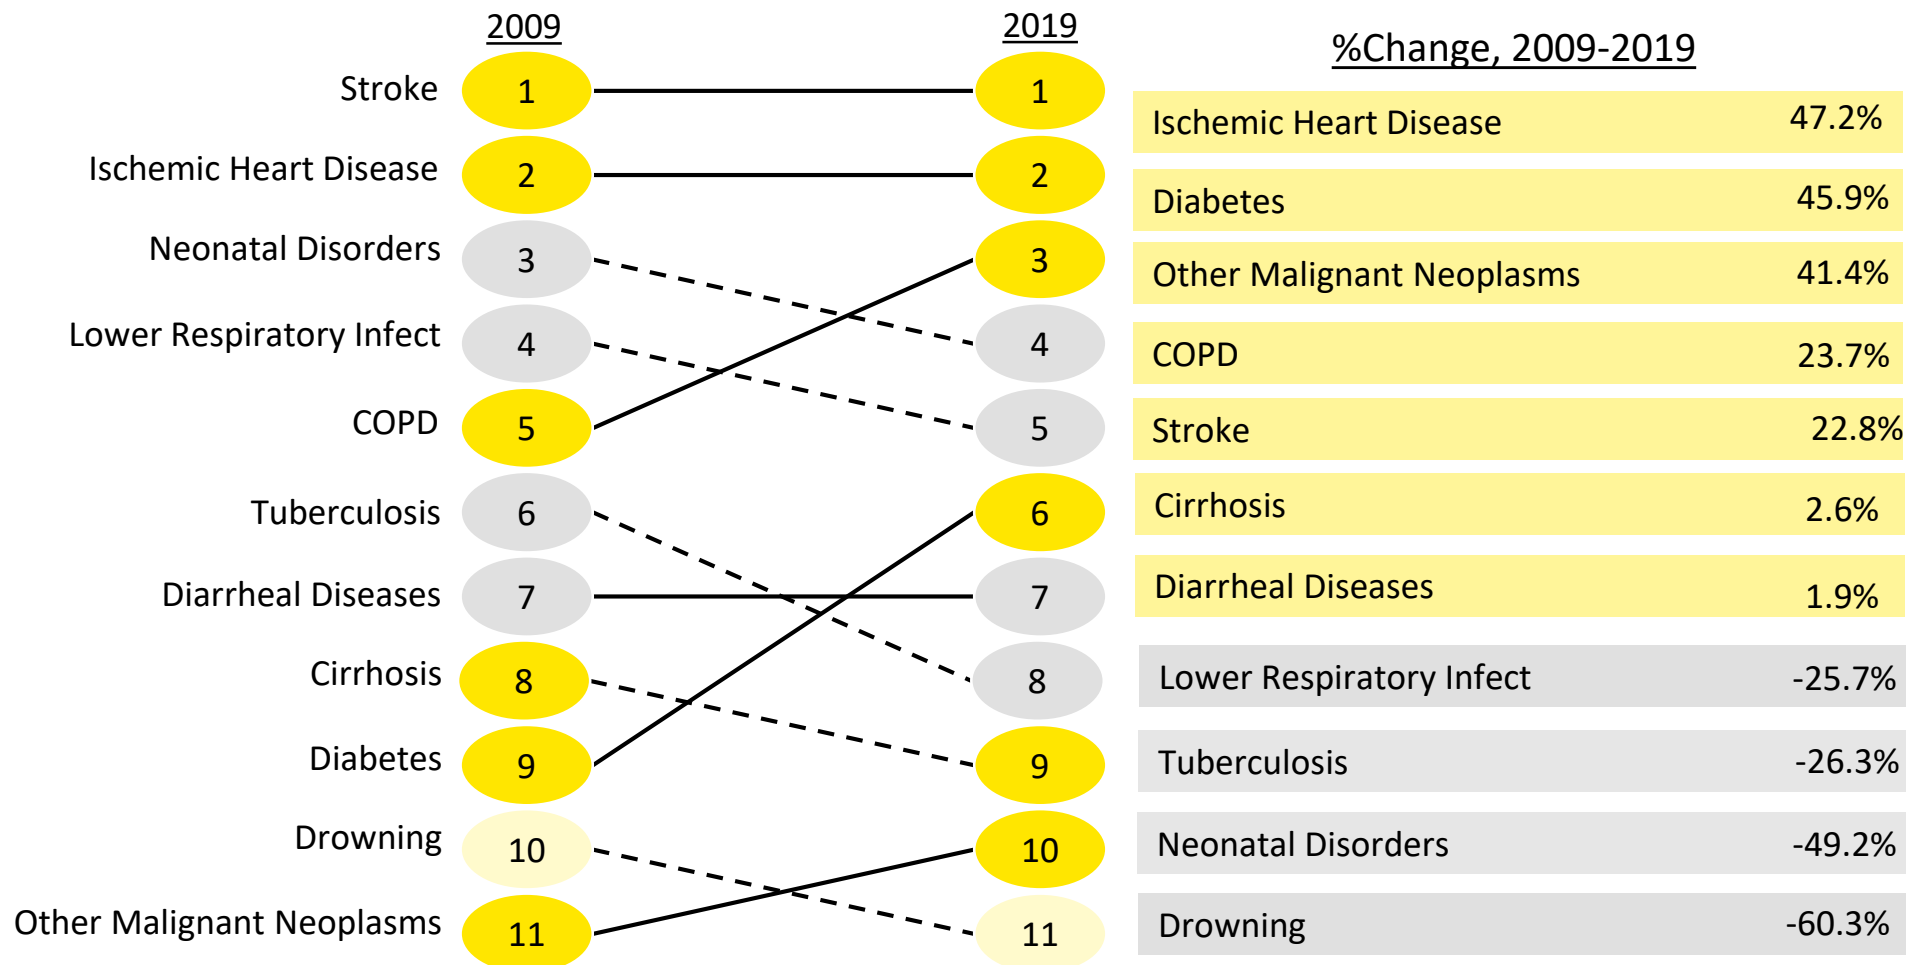 2009
2019
%Change, 2009-2019
Stroke 1 1
Ischemic Heart Disease 2 2
Neonatal Disorders 3 3
Lower Respiratory Infect 4 4
COPD 5 5
Tuberculosis 6 6
Diarrheal Diseases 7 7
Cirrhosis 8 8
Diabetes 9 9
Drowning 10 10
Other Malignant Neoplasms 11 11
Ischemic Heart Disease 47.2%
Diabetes 45.9%
Other Malignant Neoplasms 41.4%
COPD 23.7%
Stroke 22.8%
Cirrhosis 2.6%
Diarrheal Diseases 1.9%
Lower Respiratory Infect -25.7%
Tuberculosis -26.3%
Neonatal Disorders -49.2%
Drowning -60.3%